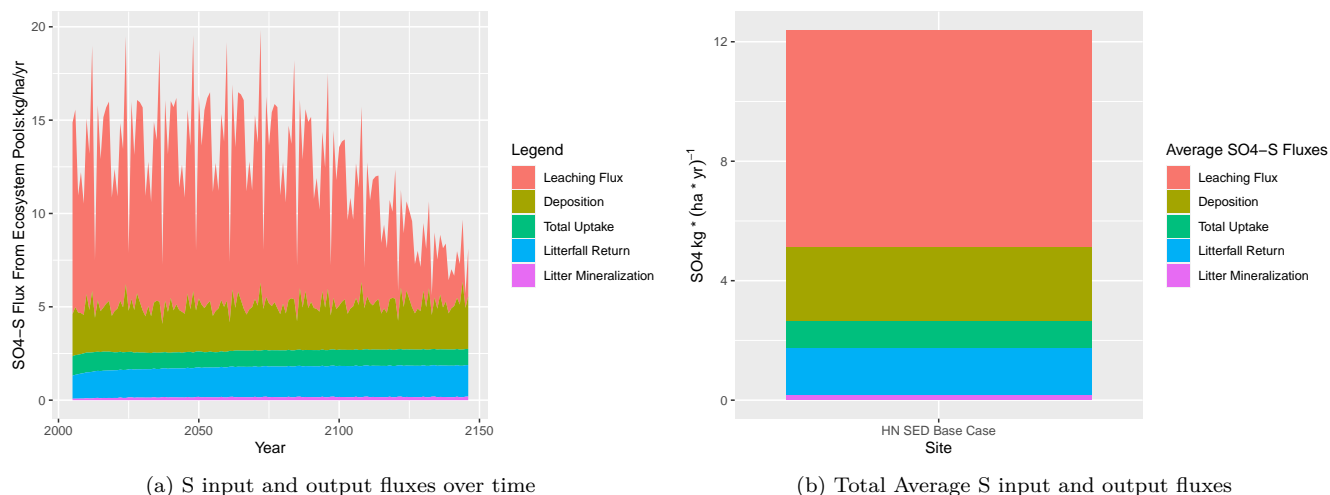 SO4−S Flux From Ecosystem Pools:kg/ha/yr
20
15
10
5
0
2000
2050
2100
2150
Year
Legend
Leaching Flux
Deposition
Total Uptake
Litterfall Return
Litter Mineralization
(a) S input and output fluxes over time
SO4 kg * (ha * yr)⁻¹
12
8
4
0
HN SED Base Case
Site
Average SO4−S Fluxes
Leaching Flux
Deposition
Total Uptake
Litterfall Return
Litter Mineralization
(b) Total Average S input and output fluxes